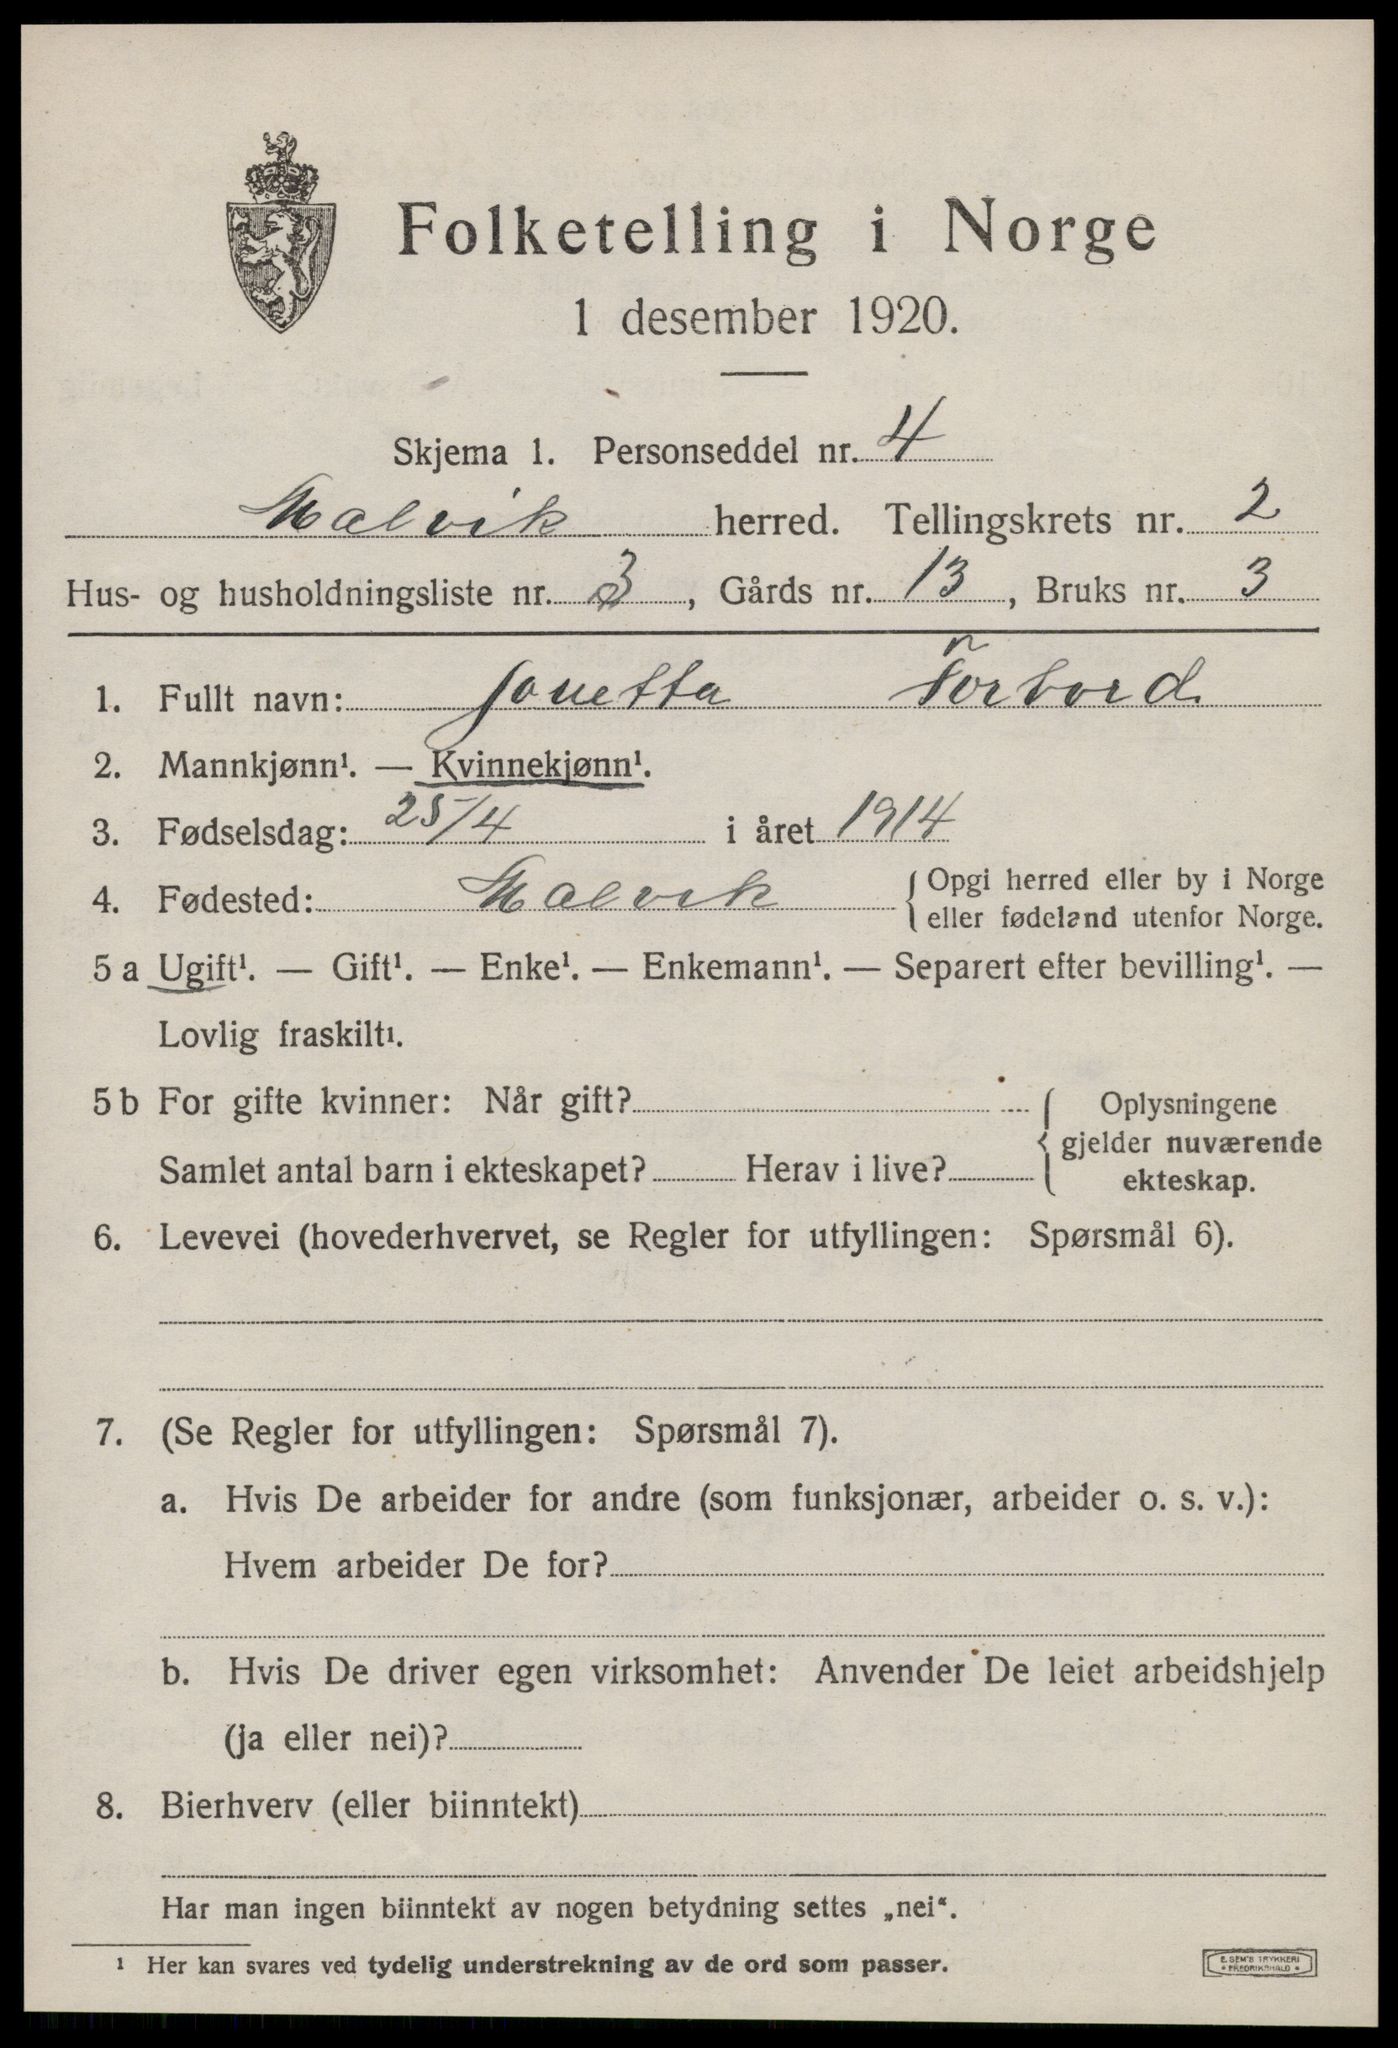 Folketelling i Norge
1 desember 1920.
Skjema 1. Personseddel nr. 4
Malvik herred. Tellingskrets nr. 2
Hus- og husholdningsliste nr. 3, Gårds nr. 13, Bruks nr. 3
1. Fullt navn: Jonetta Forbord
2. Mannkjønn¹. — Kvinnekjønn¹.
3. Fødselsdag: 25/4 i året 1914
4. Fødested: Malvik { Opgi herred eller by i Norge
eller fødeland utenfor Norge.
5 a Ugift¹. — Gift¹. — Enke¹. — Enkemann¹. — Separert efter bevilling¹. —
Lovlig fraskilt¹.
5 b For gifte kvinner: Når gift? { Oplysningene
gjelder nuværende
Samlet antal barn i ekteskapet? Herav i live? ekteskap.
6. Levevei (hovederhvervet, se Regler for utfyllingen: Spørsmål 6).
7. (Se Regler for utfyllingen: Spørsmål 7).
a. Hvis De arbeider for andre (som funksjonær, arbeider o. s. v.):
Hvem arbeider De for?
b. Hvis De driver egen virksomhet: Anvender De leiet arbeidshjelp
(ja eller nei)?
8. Bierhverv (eller biinntekt)
Har man ingen biinntekt av nogen betydning settes „nei“.
¹ Her kan svares ved tydelig understrekning av de ord som passer.
E. SEM'S TRYKKERI
• FREDRIKSHALD •